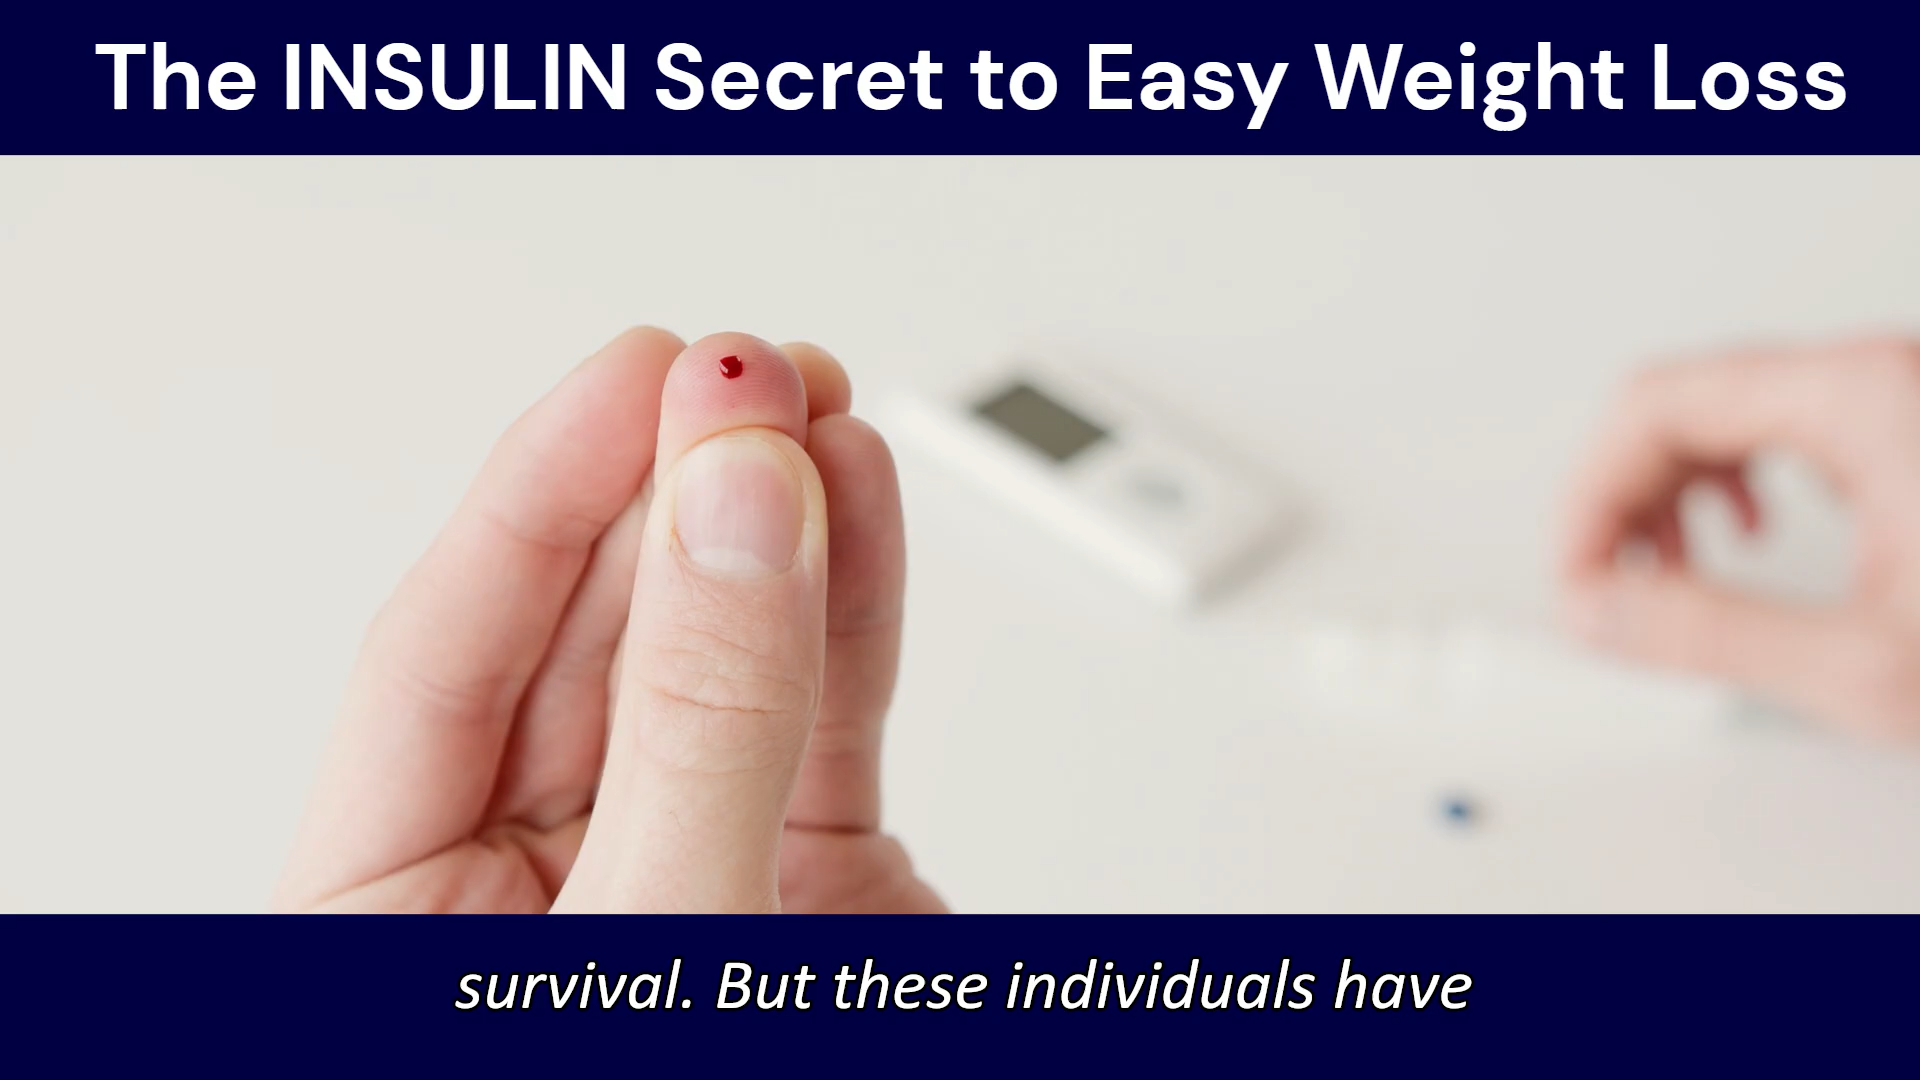 The INSULIN Secret to Easy Weight Loss
survival. But these individuals have